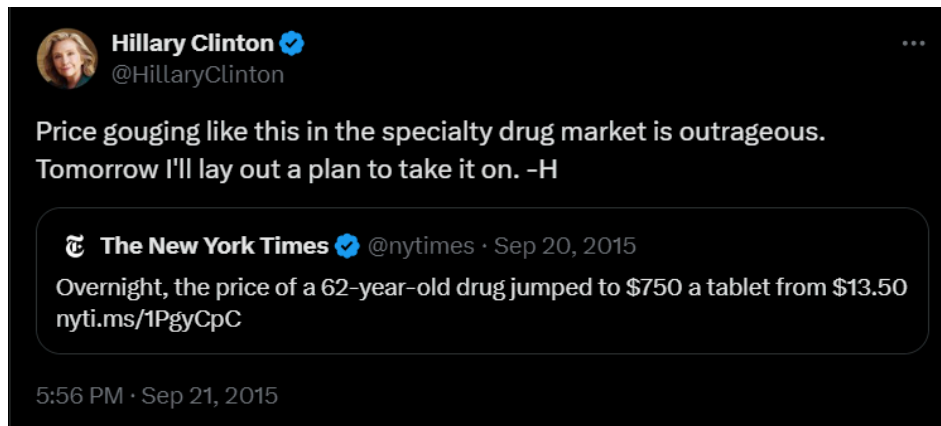 Hillary Clinton
@HillaryClinton
Price gouging like this in the specialty drug market is outrageous.
Tomorrow I'll lay out a plan to take it on. -H
The New York Times @nytimes · Sep 20, 2015
Overnight, the price of a 62-year-old drug jumped to $750 a tablet from $13.50
nyti.ms/1PgyCpC
5:56 PM · Sep 21, 2015